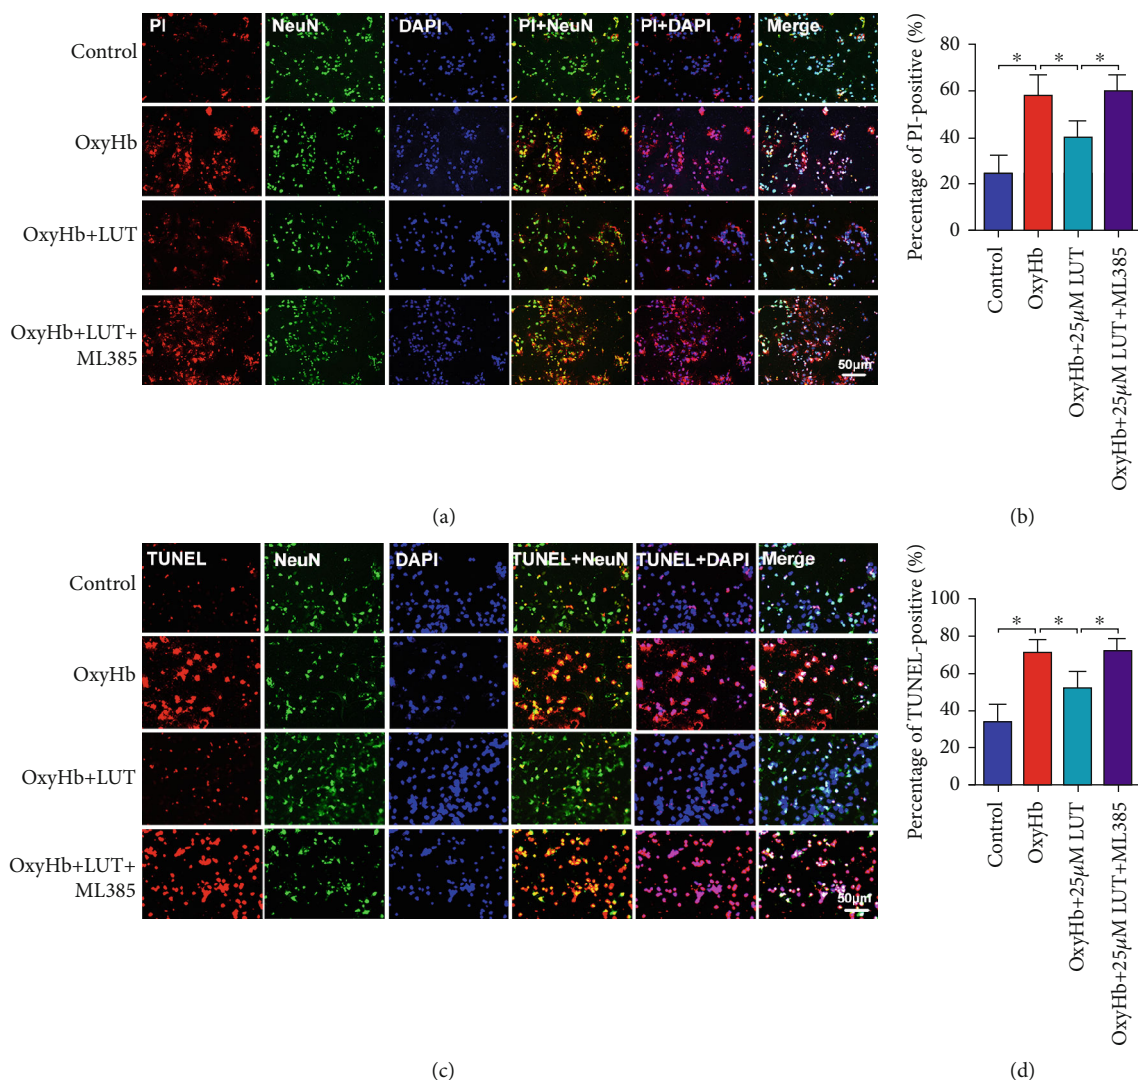 PI NeuN DAPI PI+NeuN PI+DAPI Merge
Control
OxyHb
OxyHb+LUT
OxyHb+LUT+
ML385
50μm
(a)
Percentage of PI-positive (%)
80
60
40
20
0
* * *
Control
OxyHb
OxyHb+25μM LUT
OxyHb+25μM LUT+ML385
(b)
TUNEL NeuN DAPI TUNEL+NeuN TUNEL+DAPI Merge
Control
OxyHb
OxyHb+LUT
OxyHb+LUT+
ML385
50μm
(c)
Percentage of TUNEL-positive (%)
100
80
60
40
20
0
* * *
Control
OxyHb
OxyHb+25μM LUT
OxyHb+25μM LUT+ML385
(d)